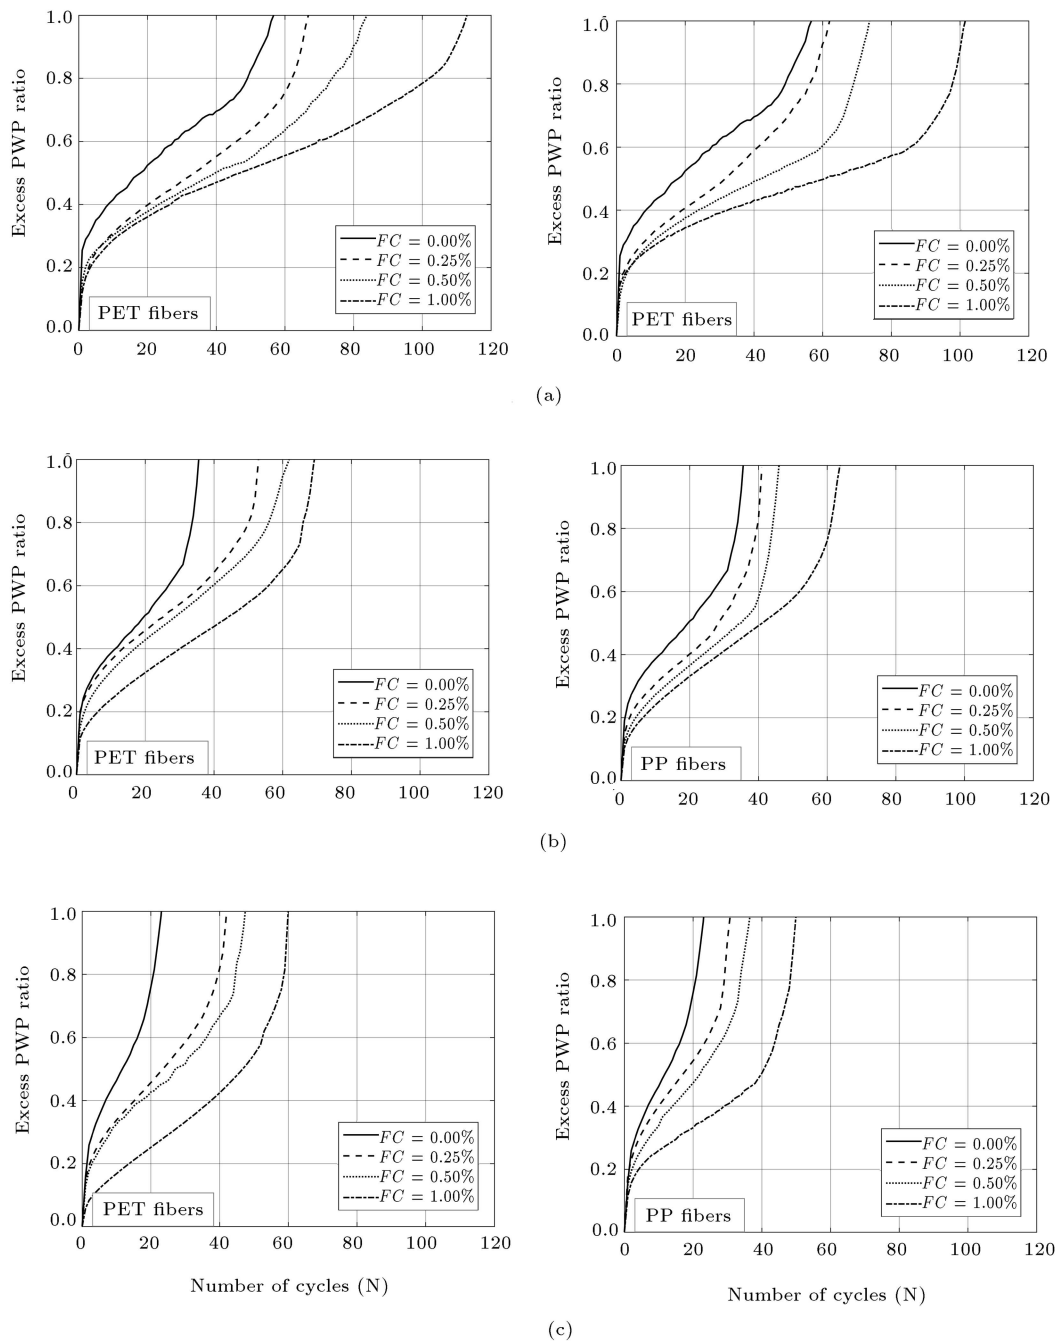 1.0
0.8
0.6
0.4
0.2
0.0
Excess PWP ratio
FC = 0.00%
FC = 0.25%
FC = 0.50%
FC = 1.00%
PET fibers
0 20 40 60 80 100 120
1.0
0.8
0.6
0.4
0.2
0.0
Excess PWP ratio
FC = 0.00%
FC = 0.25%
FC = 0.50%
FC = 1.00%
PET fibers
0 20 40 60 80 100 120
(a)
1.0
0.8
0.6
0.4
0.2
0.0
Excess PWP ratio
FC = 0.00%
FC = 0.25%
FC = 0.50%
FC = 1.00%
PET fibers
0 20 40 60 80 100 120
1.0
0.8
0.6
0.4
0.2
0.0
Excess PWP ratio
FC = 0.00%
FC = 0.25%
FC = 0.50%
FC = 1.00%
PP fibers
0 20 40 60 80 100 120
(b)
1.0
0.8
0.6
0.4
0.2
0.0
Excess PWP ratio
FC = 0.00%
FC = 0.25%
FC = 0.50%
FC = 1.00%
PET fibers
0 20 40 60 80 100 120
Number of cycles (N)
1.0
0.8
0.6
0.4
0.2
0.0
Excess PWP ratio
FC = 0.00%
FC = 0.25%
FC = 0.50%
FC = 1.00%
PP fibers
0 20 40 60 80 100 120
Number of cycles (N)
(c)